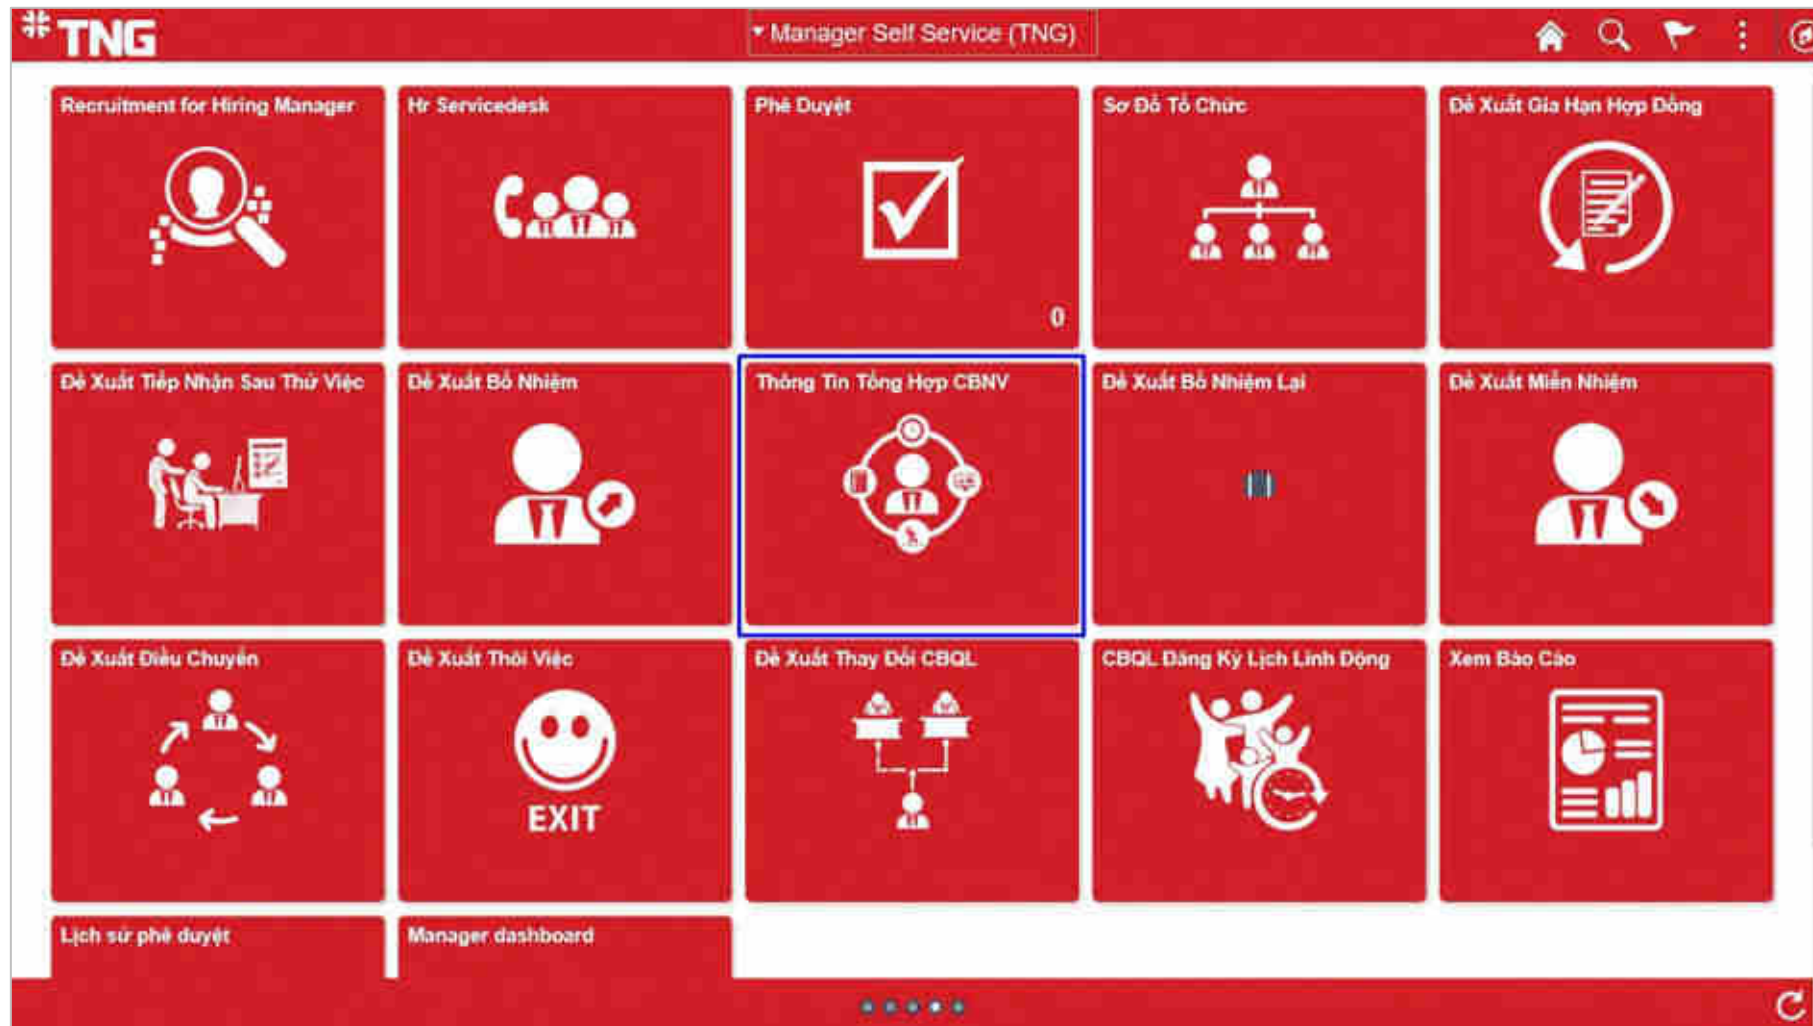 TNG
Manager Self Service (TNG)
Recruitment for Hiring Manager
Hr Servicedesk
Phê Duyệt
Sơ Đồ Tổ Chức
Đề Xuất Gia Hạn Hợp Đồng
0
Đề Xuất Tiếp Nhận Sau Thử Việc
Đề Xuất Bổ Nhiệm
Thông Tin Tổng Hợp CBNV
Đề Xuất Bổ Nhiệm Lại
Đề Xuất Miễn Nhiệm
Đề Xuất Điều Chuyển
Đề Xuất Thôi Việc
Đề Xuất Thay Đổi CBQL
CBQL Đăng Ký Lịch Linh Động
Xem Báo Cáo
EXIT
Lịch sử phê duyệt
Manager dashboard